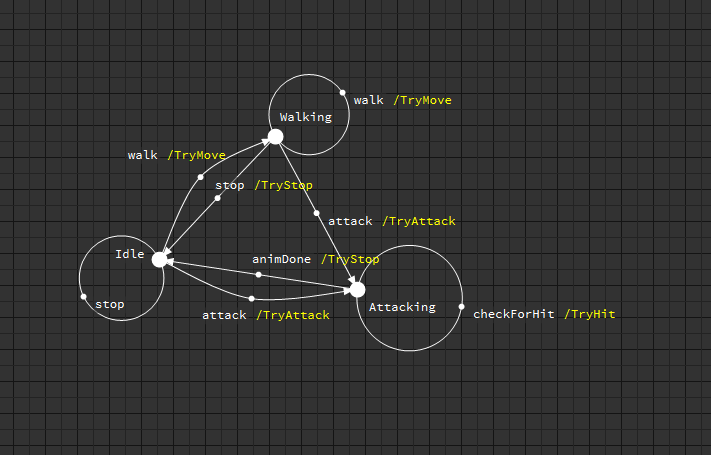 walk /TryMove
Walking
walk /TryMove
stop /TryStop
attack /TryAttack
Idle
animDone /TryStop
stop
Attacking
attack /TryAttack
checkForHit /TryHit